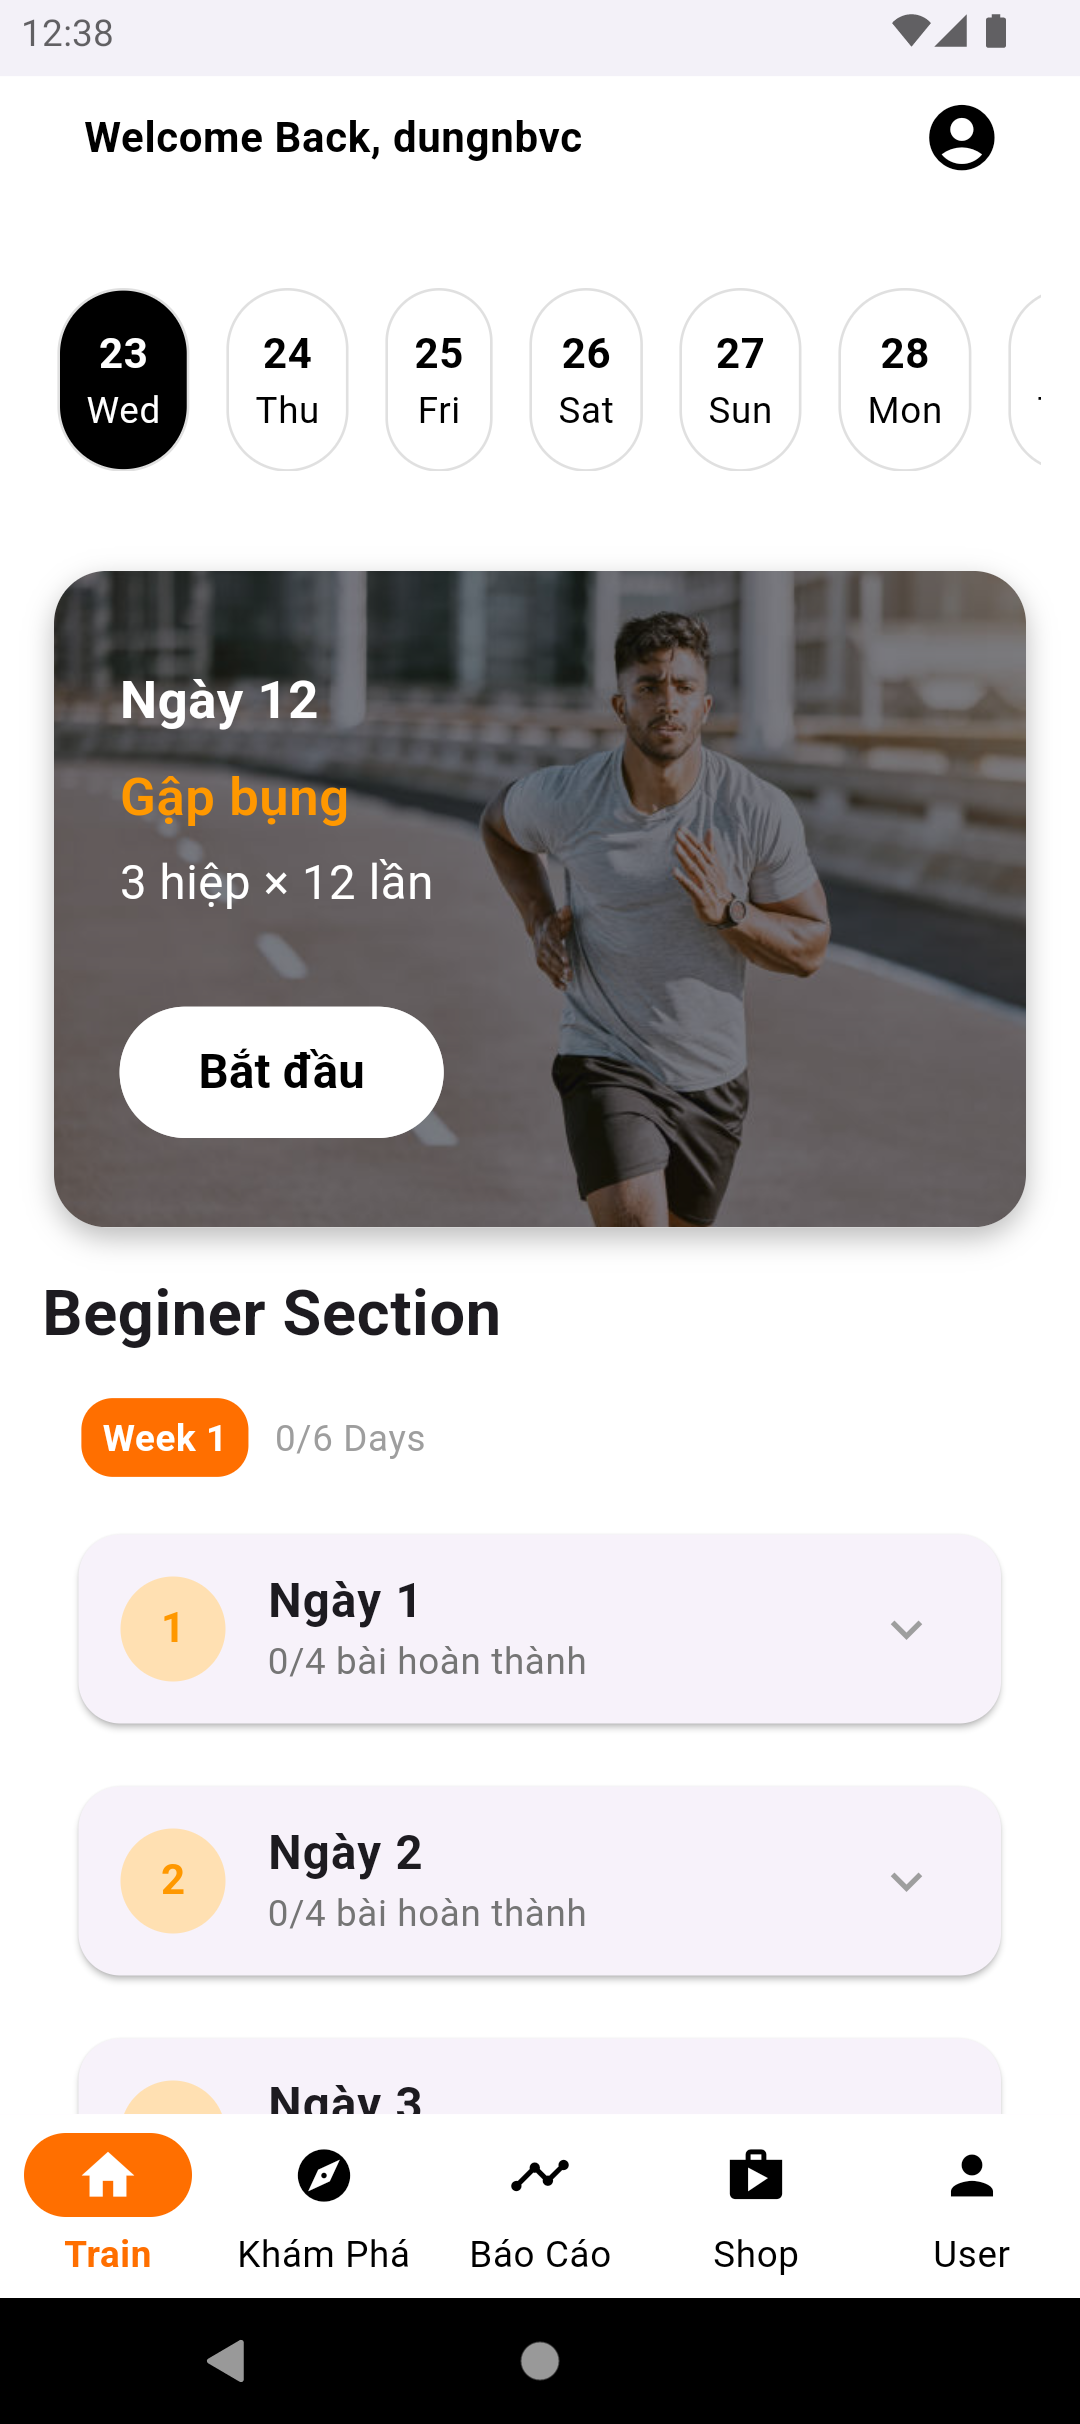 12:38
Welcome Back, dungnbvc
23 24 25 26 27 28
Wed Thu Fri Sat Sun Mon
Ngày 12
Gập bụng
3 hiệp × 12 lần
Bắt đầu
Beginer Section
Week 1 0/6 Days
1 Ngày 1
0/4 bài hoàn thành
2 Ngày 2
0/4 bài hoàn thành
Ngày 3
Train Khám Phá Báo Cáo Shop User